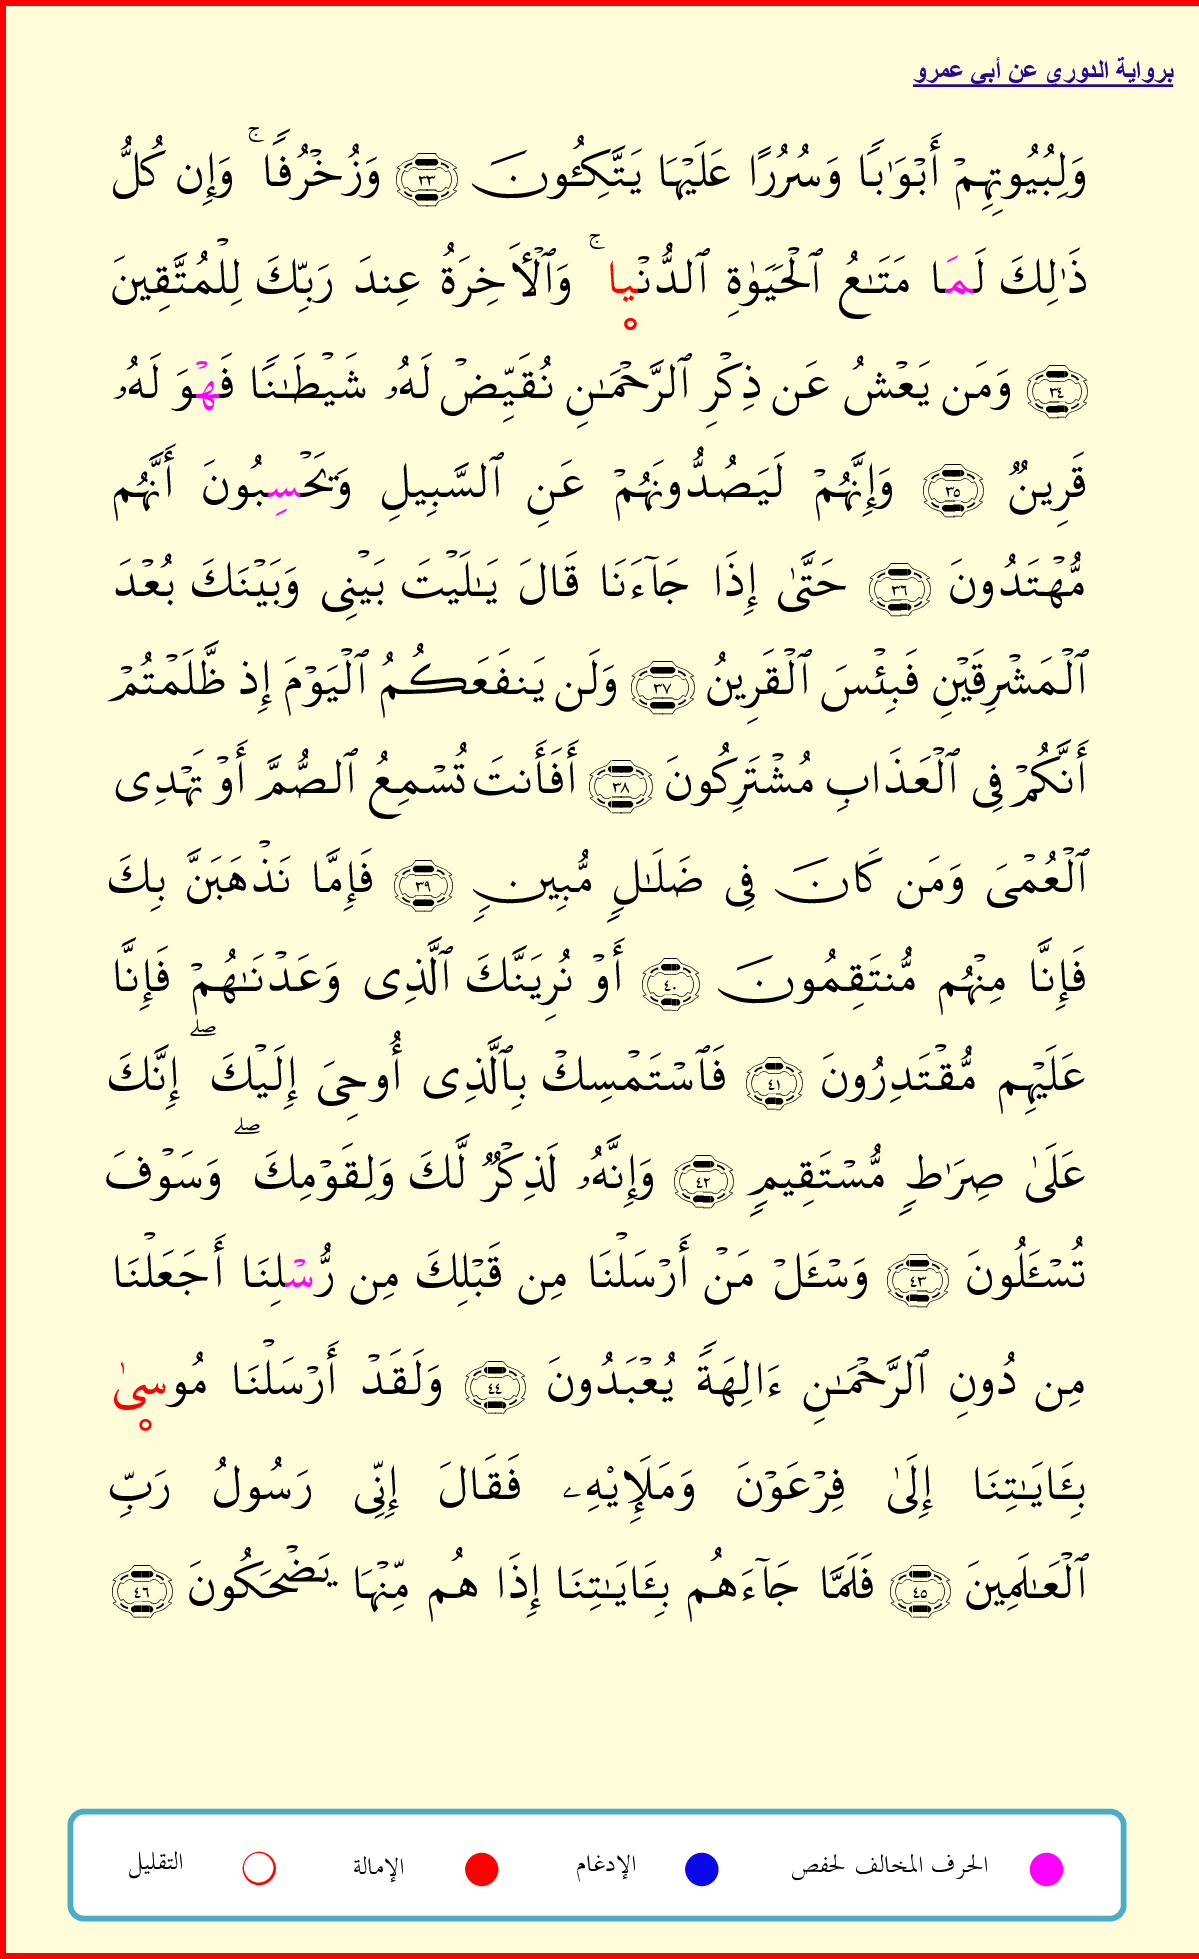 برواية الدوري عن أبي عمرو
وَلِبُيُوتِهِمْ أَبْوَٰبًا وَسُرُرًا عَلَيْهَا يَتَّكِـُٔونَ ٣٣ وَزُخْرُفًا ۚ وَإِن كُلُّ
ذَٰلِكَ لَمَا مَتَـٰعُ ٱلْحَيَوٰةِ ٱلدُّنْيا ۚ وَٱلْأَخِرَةُ عِندَ رَبِّكَ لِلْمُتَّقِينَ
٣٤ وَمَن يَعْشُ عَن ذِكْرِ ٱلرَّحْمَـٰنِ نُقَيِّضْ لَهُۥ شَيْطَـٰنًا فَهْوَ لَهُۥ
قَرِينٌ ٣٥ وَإِنَّهُمْ لَيَصُدُّونَهُمْ عَنِ ٱلسَّبِيلِ وَتَحْسِبُونَ أَنَّهُم
مُّهْتَدُونَ ٣٦ حَتَّىٰ إِذَا جَآءَنَا قَالَ يَـٰلَيْتَ بَيْنِى وَبَيْنَكَ بُعْدَ
ٱلْمَشْرِقَيْنِ فَبِئْسَ ٱلْقَرِينُ ٣٧ وَلَن يَنفَعَكُمُ ٱلْيَوْمَ إِذ ظَّلَمْتُمْ
أَنَّكُمْ فِى ٱلْعَذَابِ مُشْتَرِكُونَ ٣٨ أَفَأَنتَ تُسْمِعُ ٱلصُّمَّ أَوْ تَهْدِى
ٱلْعُمْىَ وَمَن كَانَ فِى ضَلَـٰلٍ مُّبِينٍ ٣٩ فَإِمَّا نَذْهَبَنَّ بِكَ
فَإِنَّا مِنْهُم مُّنتَقِمُونَ ٤٠ أَوْ نُرِيَنَّكَ ٱلَّذِى وَعَدْنَـٰهُمْ فَإِنَّا
عَلَيْهِم مُّقْتَدِرُونَ ٤١ فَٱسْتَمْسِكْ بِٱلَّذِى أُوحِىَ إِلَيْكَ ۖ إِنَّكَ
عَلَىٰ صِرَٰطٍ مُّسْتَقِيمٍ ٤٢ وَإِنَّهُۥ لَذِكْرٌ لَّكَ وَلِقَوْمِكَ ۖ وَسَوْفَ
تُسْـَٔلُونَ ٤٣ وَسْـَٔلْ مَنْ أَرْسَلْنَا مِن قَبْلِكَ مِن رُّسْلِنَا أَجَعَلْنَا
مِن دُونِ ٱلرَّحْمَـٰنِ ءَالِهَةً يُعْبَدُونَ ٤٤ وَلَقَدْ أَرْسَلْنَا مُوسىٰ
بِـَٔايَـٰتِنَا إِلَىٰ فِرْعَوْنَ وَمَلَإِيْهِۦ فَقَالَ إِنِّى رَسُولُ رَبِّ
ٱلْعَـٰلَمِينَ ٤٥ فَلَمَّا جَآءَهُم بِـَٔايَـٰتِنَا إِذَا هُم مِّنْهَا يَضْحَكُونَ ٤٦
الحرف المخالف لحفص الإدغام الإمالة التقليل